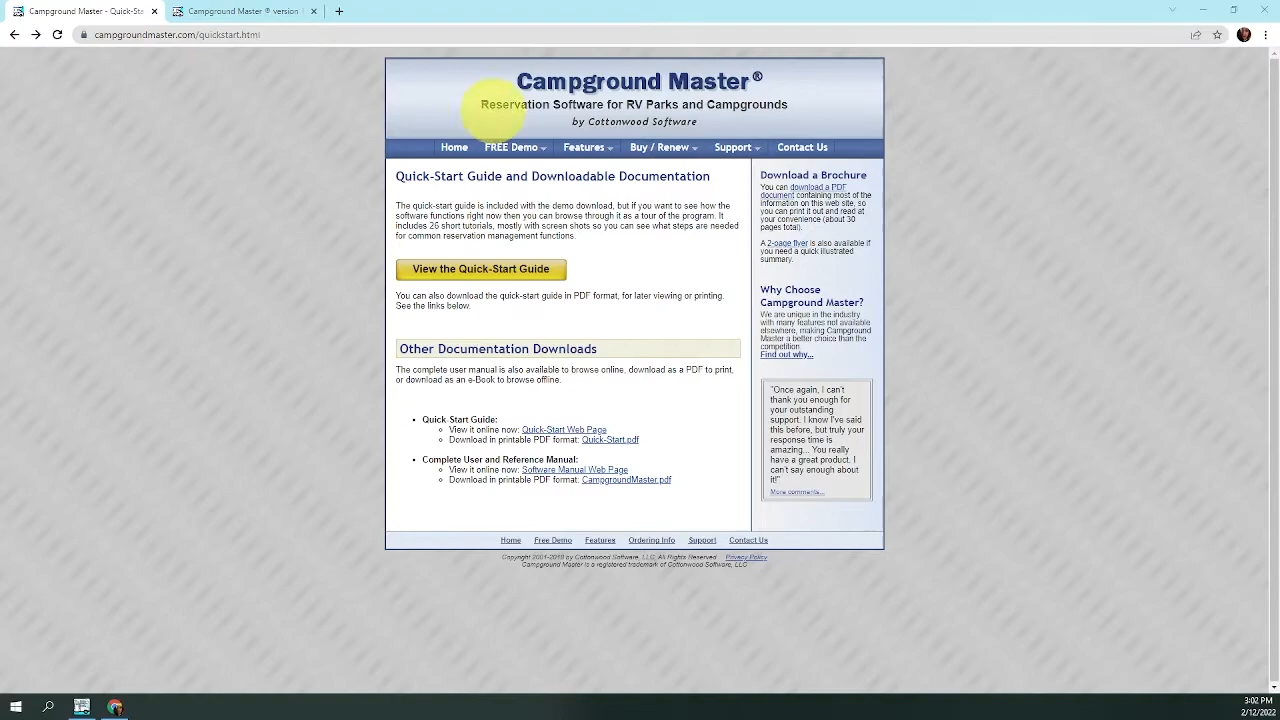 Campground Master - Quick-Sta
Campground Master ® version
campgroundmaster.com/quickstart.html
Campground Master®
Reservation Software for RV Parks and Campgrounds
by Cottonwood Software
Home FREE Demo Features Buy / Renew Support Contact Us
Quick-Start Guide and Downloadable Documentation
The quick-start guide is included with the demo download, but if you want to see how the
software functions right now then you can browse through it as a tour of the program. It
includes 26 short tutorials, mostly with screen shots so you can see what steps are needed
for common reservation management functions.
View the Quick-Start Guide
You can also download the quick-start guide in PDF format, for later viewing or printing.
See the links below.
Other Documentation Downloads
The complete user manual is also available to browse online, download as a PDF to print,
or download as an e-Book to browse offline.
Quick-Start Guide:
View it online now: Quick-Start Web Page
Download in printable PDF format: Quick-Start.pdf
Complete User and Reference Manual:
View it online now: Software Manual Web Page
Download in printable PDF format: CampgroundMaster.pdf
Download a Brochure
You can download a PDF
document containing most of the
information on this web site, so
you can print it out and read at
your convenience (about 30
pages total).
A 2-page flyer is also available if
you need a quick illustrated
summary.
Why Choose
Campground Master?
We are unique in the industry
with many features not available
elsewhere, making Campground
Master a better choice than the
competition
Find out why...
"Once again, I can't
thank you enough for
your outstanding
support. I know I've said
this before, but truly your
response time is
amazing... You really
have a great product. I
can't say enough about
it!"
More comments...
Home Free Demo Features Ordering Info Support Contact Us
Copyright 2001-2018 by Cottonwood Software, LLC. All Rights Reserved. Privacy Policy
Campground Master is a registered trademark of Cottonwood Software, LLC
3:02 PM
2/12/2022